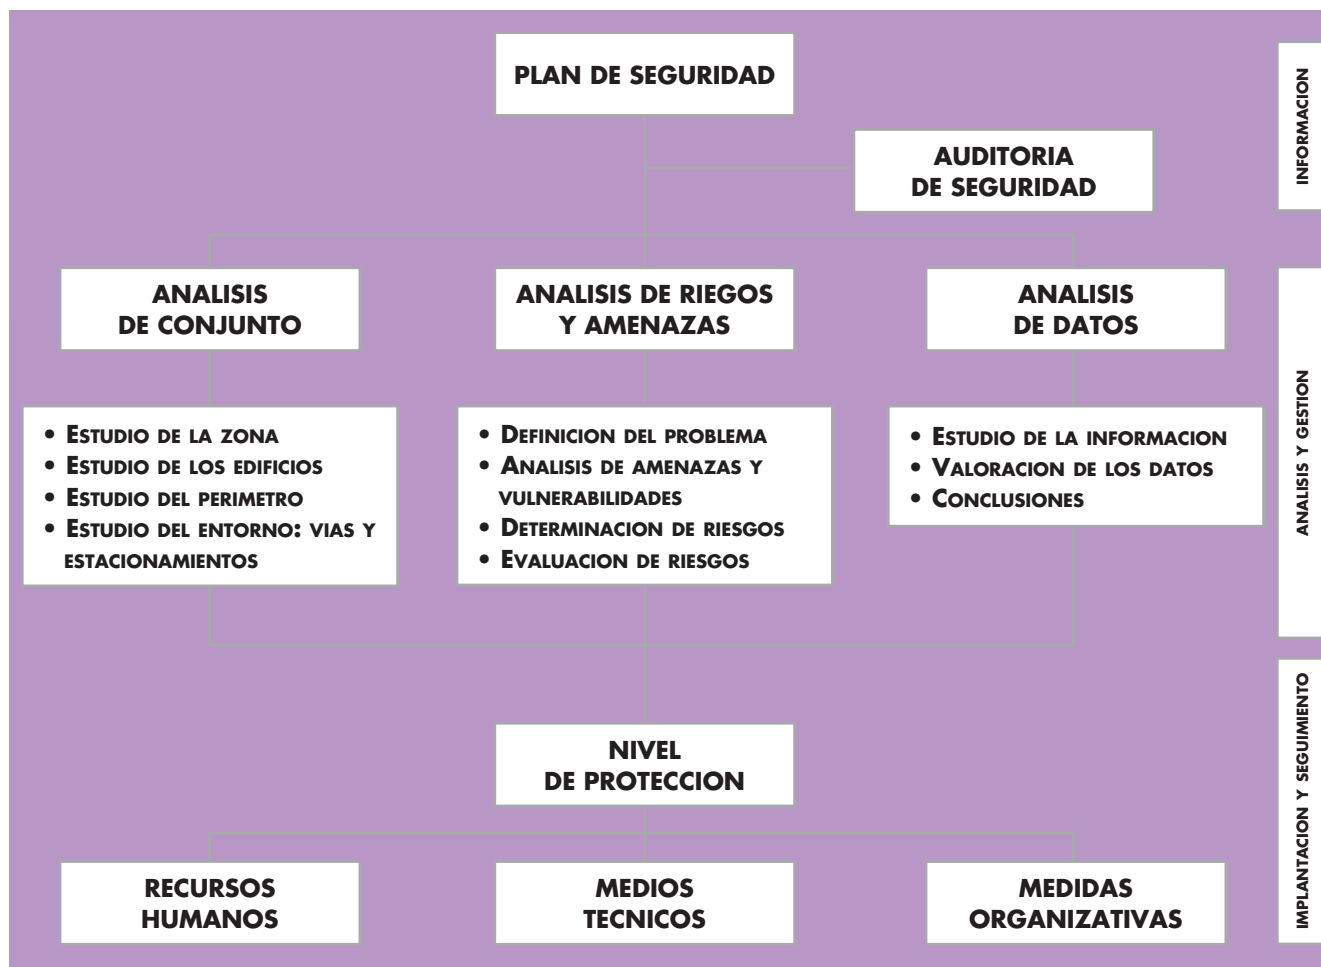 PLAN DE SEGURIDAD
AUDITORIA
DE SEGURIDAD
INFORMACION
ANALISIS
DE CONJUNTO
ANALISIS DE RIEGOS
Y AMENAZAS
ANALISIS
DE DATOS
• ESTUDIO DE LA ZONA
• ESTUDIO DE LOS EDIFICIOS
• ESTUDIO DEL PERIMETRO
• ESTUDIO DEL ENTORNO: VIAS Y
ESTACIONAMIENTOS
• DEFINICION DEL PROBLEMA
• ANALISIS DE AMENAZAS Y
VULNERABILIDADES
• DETERMINACION DE RIESGOS
• EVALUACION DE RIESGOS
• ESTUDIO DE LA INFORMACION
• VALORACION DE LOS DATOS
• CONCLUSIONES
ANALISIS Y GESTION
NIVEL
DE PROTECCION
RECURSOS
HUMANOS
MEDIOS
TECNICOS
MEDIDAS
ORGANIZATIVAS
IMPLANTACION Y SEGUIMIENTO